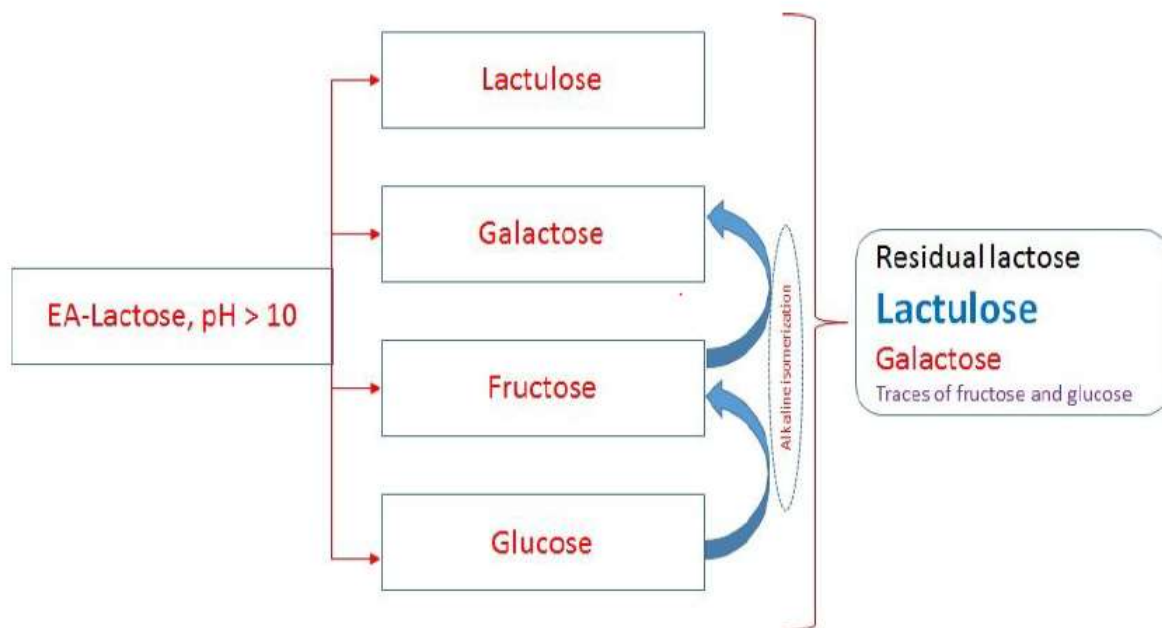 Lactulose
Galactose
EA-Lactose, pH > 10
Fructose
Glucose
Alkaline isomerization
Residual lactose
Lactulose
Galactose
Traces of fructose and glucose